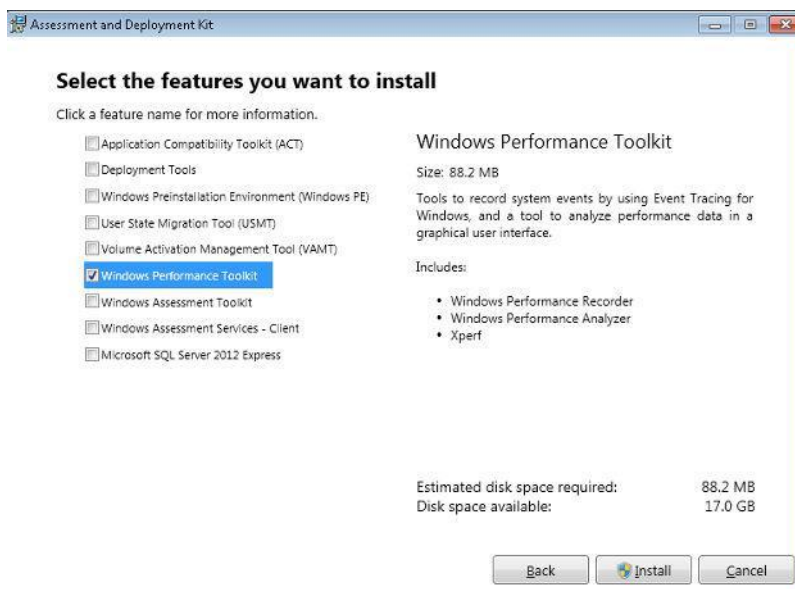 Assessment and Deployment Kit
Select the features you want to install
Click a feature name for more information.
Application Compatibility Toolkit (ACT)
Deployment Tools
Windows Preinstallation Environment (Windows PE)
User State Migration Tool (USMT)
Volume Activation Management Tool (VAMT)
Windows Performance Toolkit
Windows Assessment Toolkit
Windows Assessment Services - Client
Microsoft SQL Server 2012 Express
Windows Performance Toolkit
Size: 88.2 MB
Tools to record system events by using Event Tracing for
Windows, and a tool to analyze performance data in a
graphical user interface.
Includes:
• Windows Performance Recorder
• Windows Performance Analyzer
• Xperf
Estimated disk space required: 88.2 MB
Disk space available: 17.0 GB
Back Install Cancel